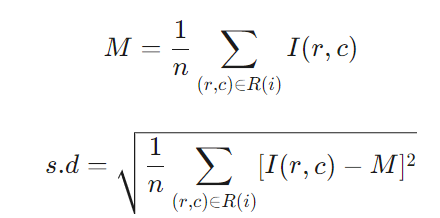 M = \frac{1}{n} \sum_{(r,c) \in R(i)} I(r, c)
s.d = \sqrt{\frac{1}{n} \sum_{(r,c) \in R(i)} [I(r, c) - M]^2}